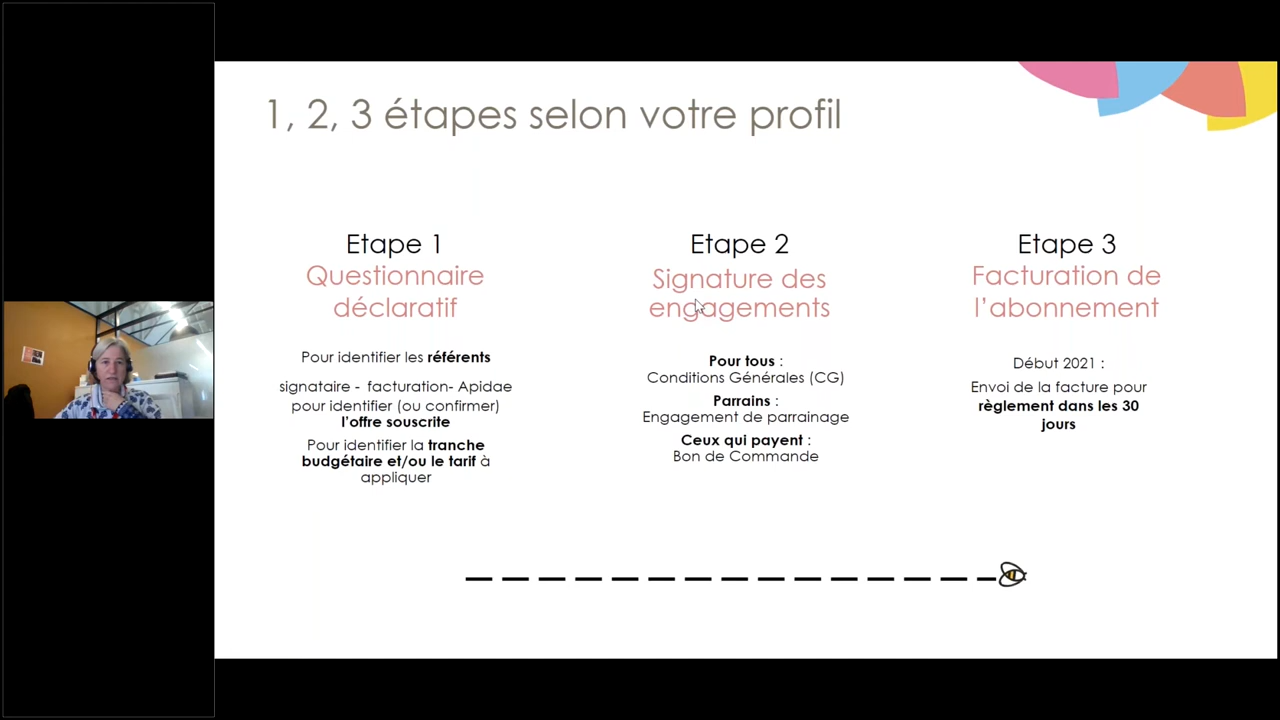 1, 2, 3 étapes selon votre profil
Etape 1
Questionnaire
déclaratif
Pour identifier les référents
signataire - facturation- Apidae
pour identifier (ou confirmer)
l'offre souscrite
Pour identifier la tranche
budgétaire et/ou le tarif à
appliquer
Etape 2
Signature des
engagements
Pour tous :
Conditions Générales (CG)
Parrains :
Engagement de parrainage
Ceux qui payent :
Bon de Commande
Etape 3
Facturation de
l'abonnement
Début 2021 :
Envoi de la facture pour
règlement dans les 30
jours